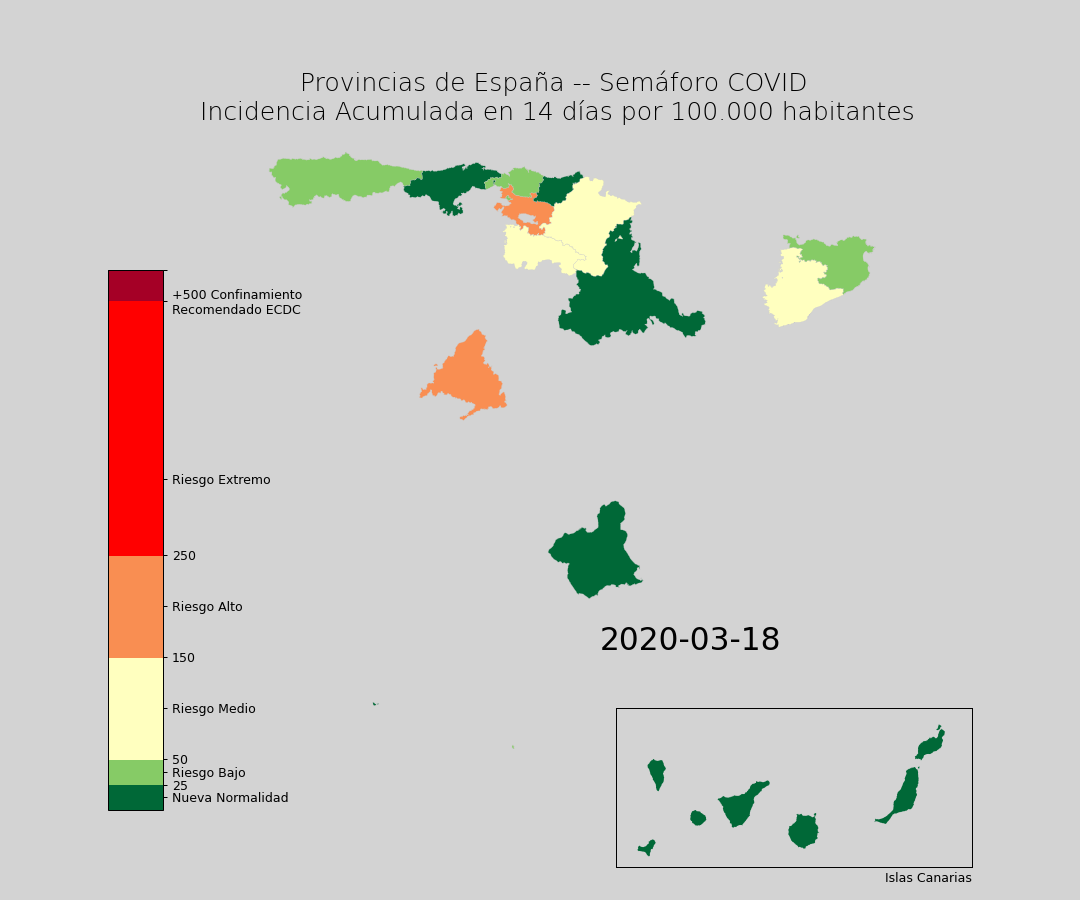 Provincias de España -- Semáforo COVID
Incidencia Acumulada en 14 días por 100.000 habitantes
+500 Confinamiento
Recomendado ECDC
Riesgo Extremo
250
Riesgo Alto
150
Riesgo Medio
50
Riesgo Bajo
25
Nueva Normalidad
2020-03-18
Islas Canarias